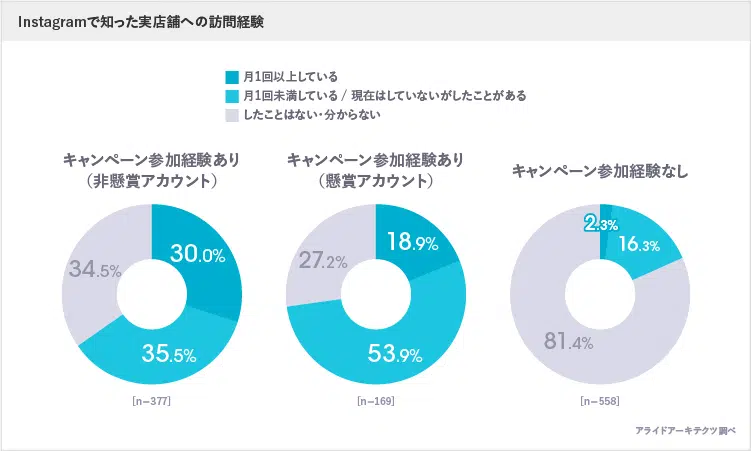 Instagramで知った実店舗への訪問経験
月1回以上している
月1回未満している / 現在はしていないがしたことがある
したことはない・分からない
キャンペーン参加経験あり
（非懸賞アカウント）
30.0%
35.5%
34.5%
[n−377]
キャンペーン参加経験あり
（懸賞アカウント）
18.9%
53.9%
27.2%
[n−169]
キャンペーン参加経験なし
2.3%
16.3%
81.4%
[n−558]
アライドアーキテクツ調べ